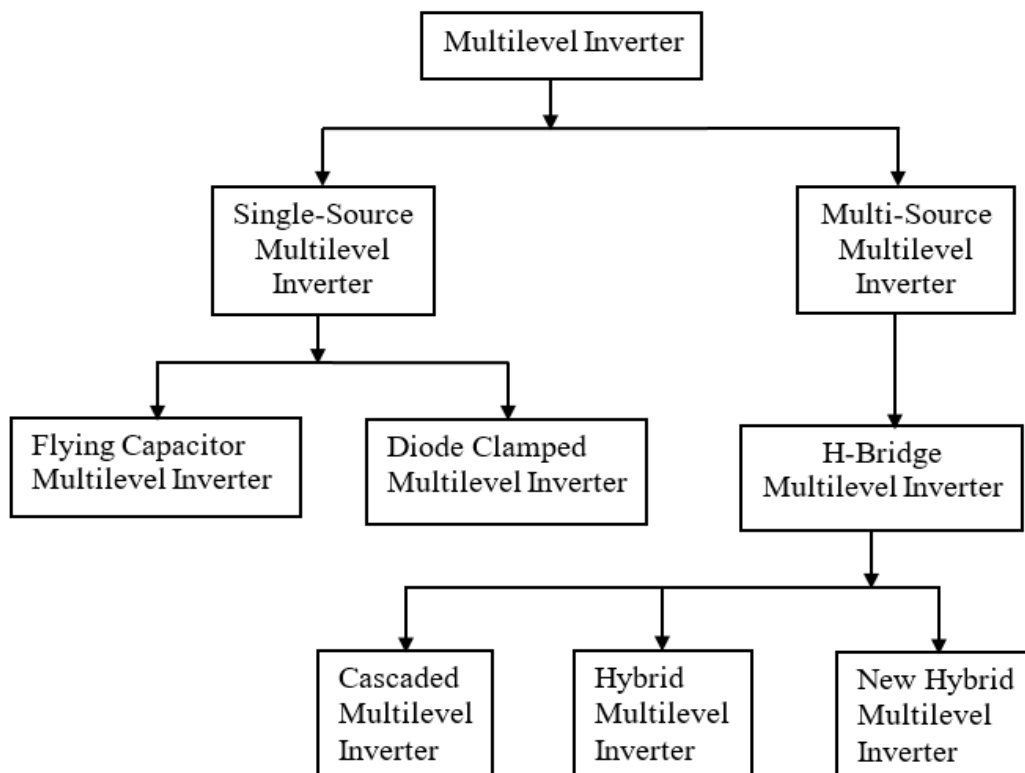 Multilevel Inverter
Single-Source
Multilevel
Inverter
Multi-Source
Multilevel
Inverter
Flying Capacitor
Multilevel Inverter
Diode Clamped
Multilevel Inverter
H-Bridge
Multilevel Inverter
Cascaded
Multilevel
Inverter
Hybrid
Multilevel
Inverter
New Hybrid
Multilevel
Inverter